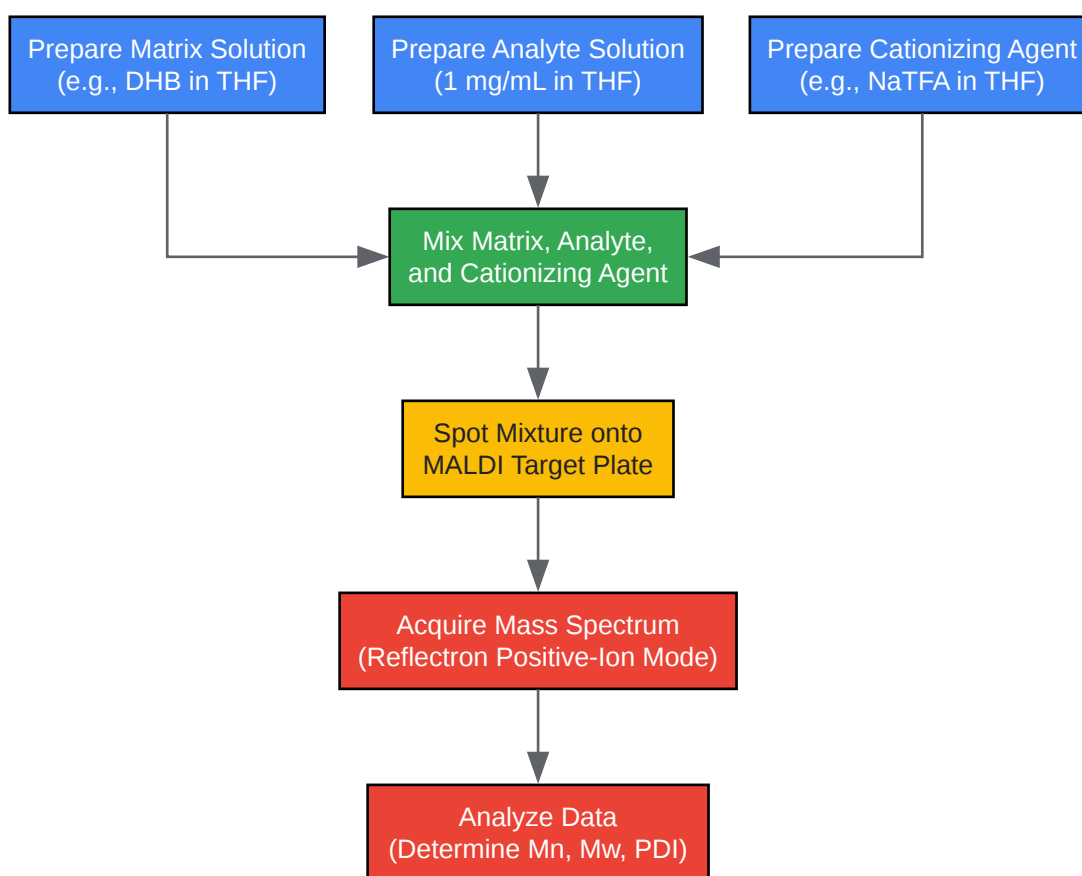 Prepare Matrix Solution
(e.g., DHB in THF)
Prepare Analyte Solution
(1 mg/mL in THF)
Prepare Cationizing Agent
(e.g., NaTFA in THF)
Mix Matrix, Analyte,
and Cationizing Agent
Spot Mixture onto
MALDI Target Plate
Acquire Mass Spectrum
(Reflectron Positive-Ion Mode)
Analyze Data
(Determine Mn, Mw, PDI)